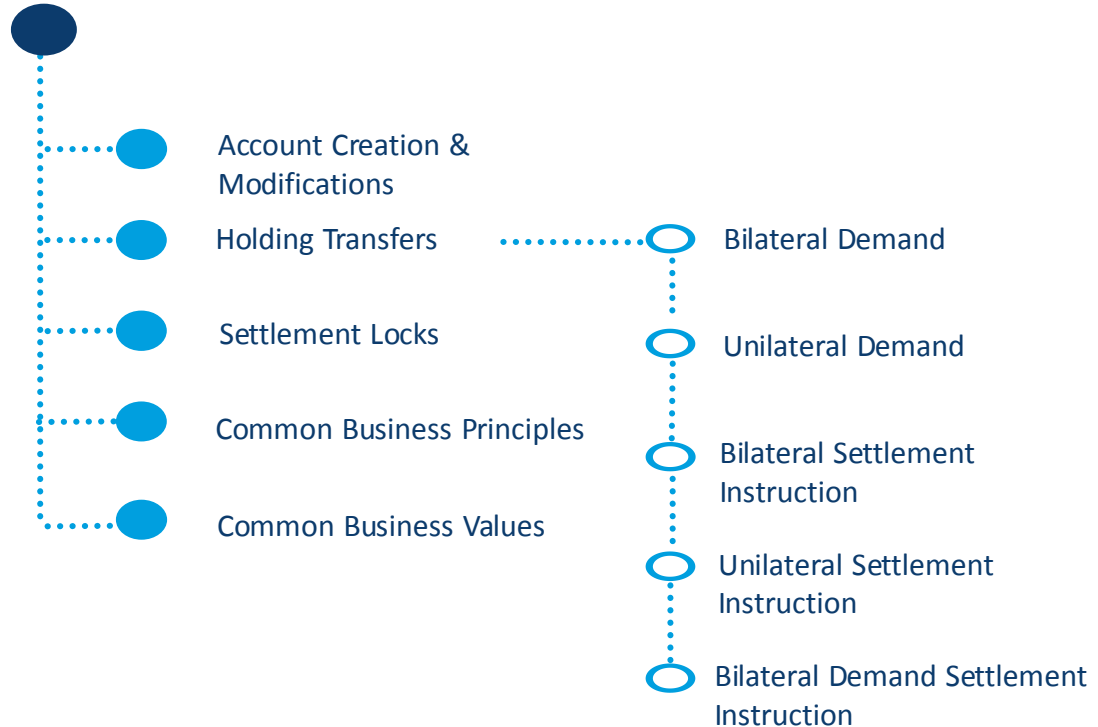 Account Creation &
Modifications
Holding Transfers
Settlement Locks
Common Business Principles
Common Business Values
Bilateral Demand
Unilateral Demand
Bilateral Settlement
Instruction
Unilateral Settlement
Instruction
Bilateral Demand Settlement
Instruction